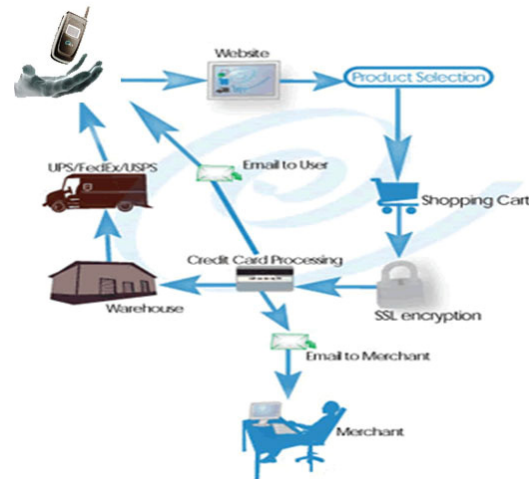 Website
Product Selection
UPS/FedEx/USPS
Email to User
Shopping Cart
Credit Card Processing
Warehouse
SSL encryption
Email to Merchant
Merchant